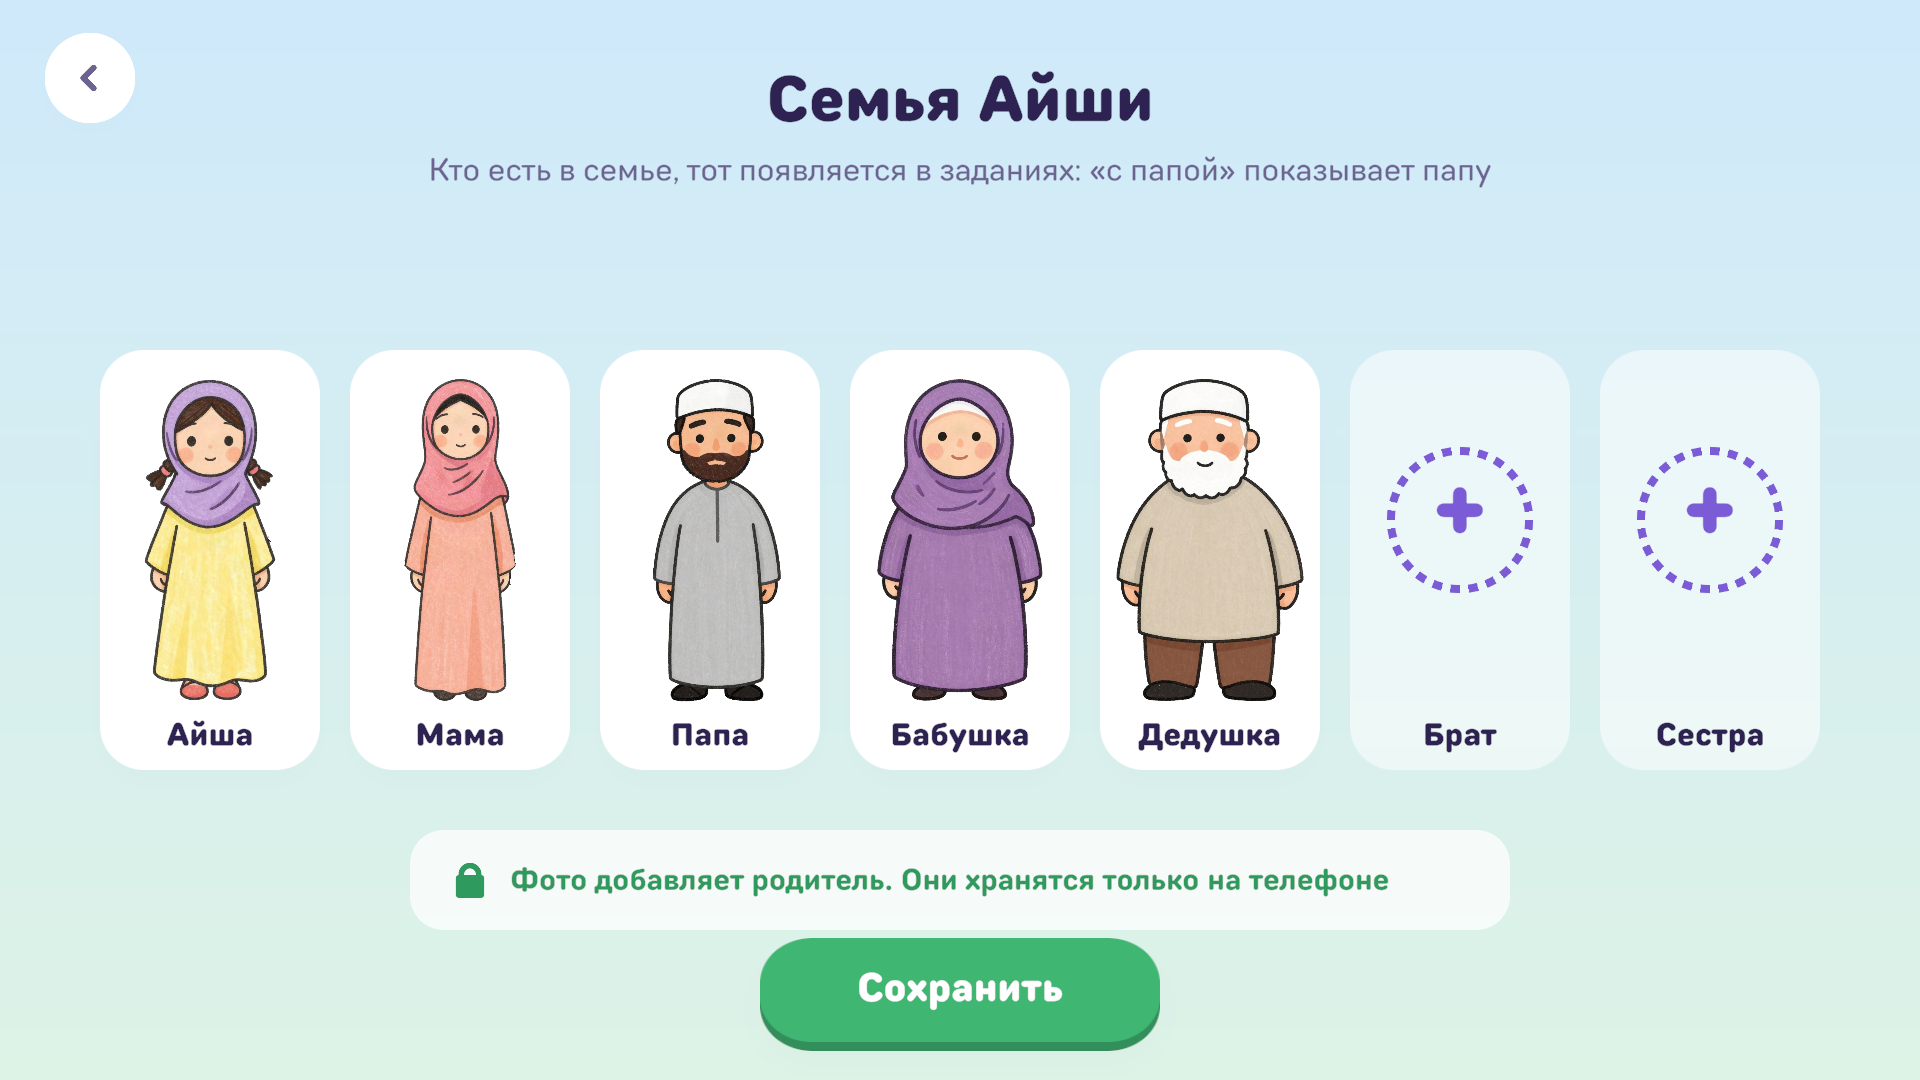 Семья Айши
Кто есть в семье, тот появляется в заданиях: «с папой» показывает папу
Айша
Мама
Папа
Бабушка
Дедушка
Брат
Сестра
Фото добавляет родитель. Они хранятся только на телефоне
Сохранить